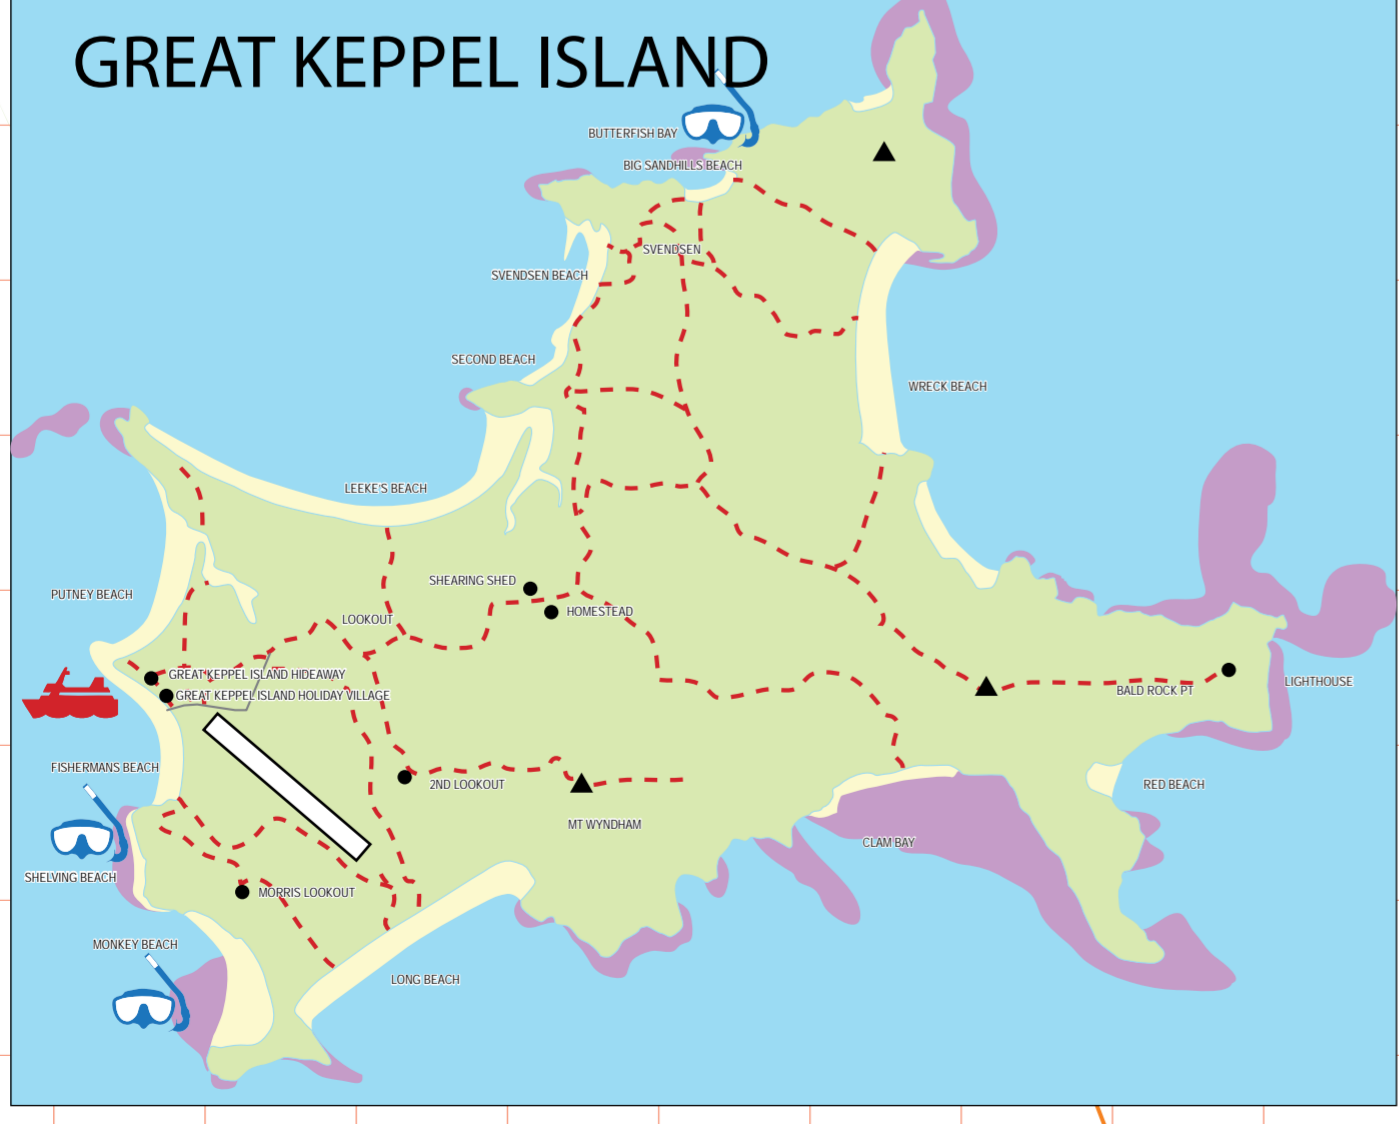 GREAT KEPPEL ISLAND
BUTTERFISH BAY
BIG SANDHILLS BEACH
SVENDSEN
SVENDSEN BEACH
SECOND BEACH
WRECK BEACH
LEEKE'S BEACH
SHEARING SHED
PUTNEY BEACH
HOMESTEAD
LOOKOUT
GREAT KEPPEL ISLAND HIDEAWAY
LIGHTHOUSE
BALD ROCK PT
GREAT KEPPEL ISLAND HOLIDAY VILLAGE
FISHERMANS BEACH
2ND LOOKOUT
RED BEACH
MT WYNDHAM
CLAM BAY
SHELVING BEACH
MORRIS LOOKOUT
MONKEY BEACH
LONG BEACH